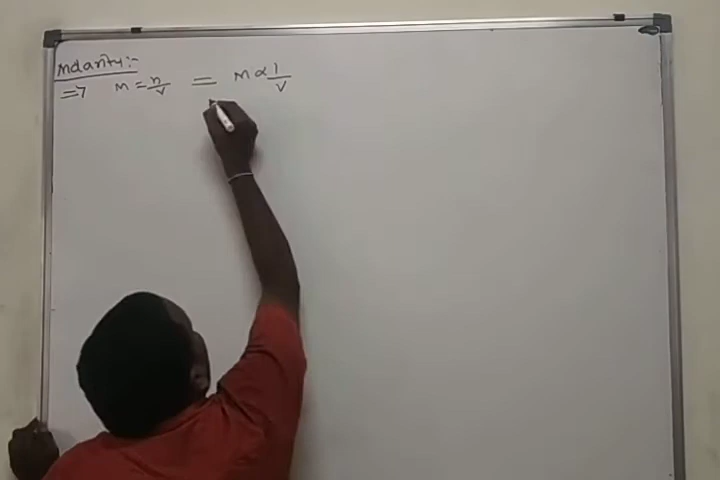 Molarity:-
=> M = n/V = M ∝ 1/V